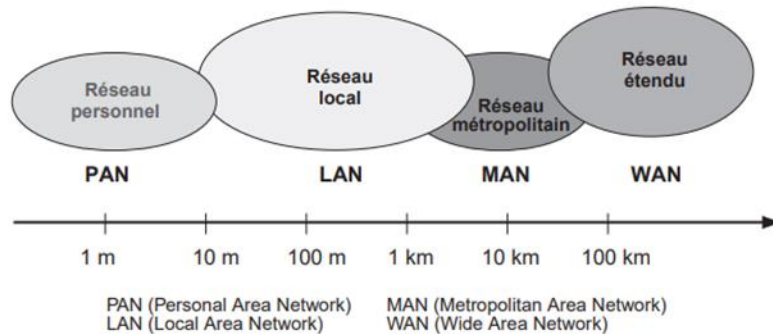 Réseau
personnel
Réseau
local
Réseau
métropolitain
Réseau
étendu
PAN LAN MAN WAN
1 m 10 m 100 m 1 km 10 km 100 km
PAN (Personal Area Network) MAN (Metropolitan Area Network)
LAN (Local Area Network) WAN (Wide Area Network)